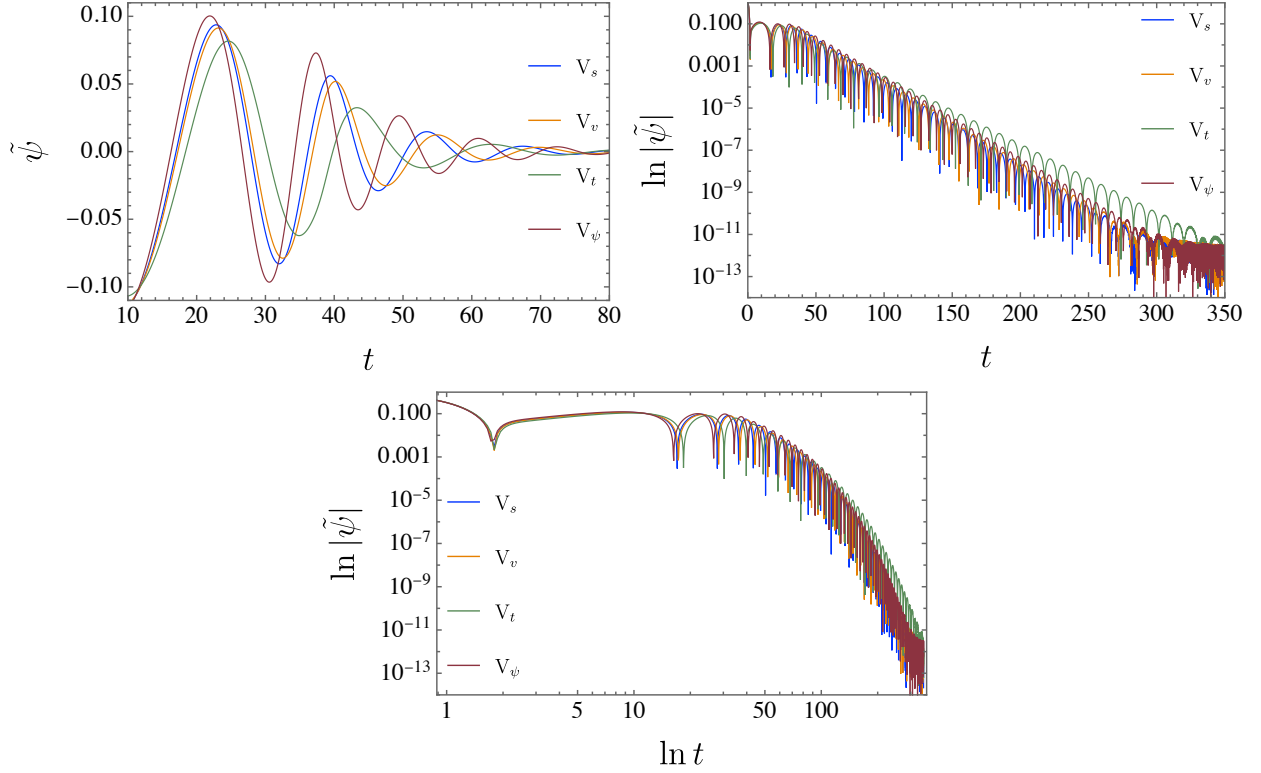 0.10
0.05
0.00
−0.05
−0.10
ψ̃
10 20 30 40 50 60 70 80
t
V_s
V_v
V_t
V_ψ
0.100
0.001
10^−5
10^−7
10^−9
10^−11
10^−13
ln |ψ̃|
0 50 100 150 200 250 300 350
t
V_s
V_v
V_t
V_ψ
0.100
0.001
10^−5
10^−7
10^−9
10^−11
10^−13
ln |ψ̃|
1 5 10 50 100
ln t
V_s
V_v
V_t
V_ψ